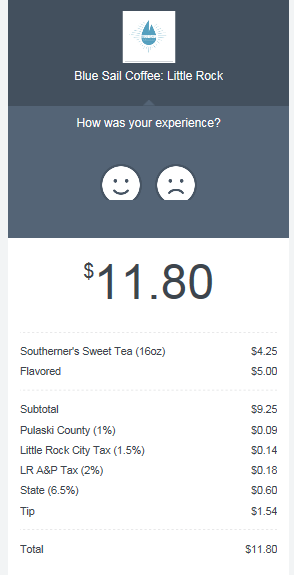 Blue Sail Coffee: Little Rock
How was your experience?
$11.80
Southerner's Sweet Tea (16oz) $4.25
Flavored $5.00
Subtotal $9.25
Pulaski County (1%) $0.09
Little Rock City Tax (1.5%) $0.14
LR A&P Tax (2%) $0.18
State (6.5%) $0.60
Tip $1.54
Total $11.80